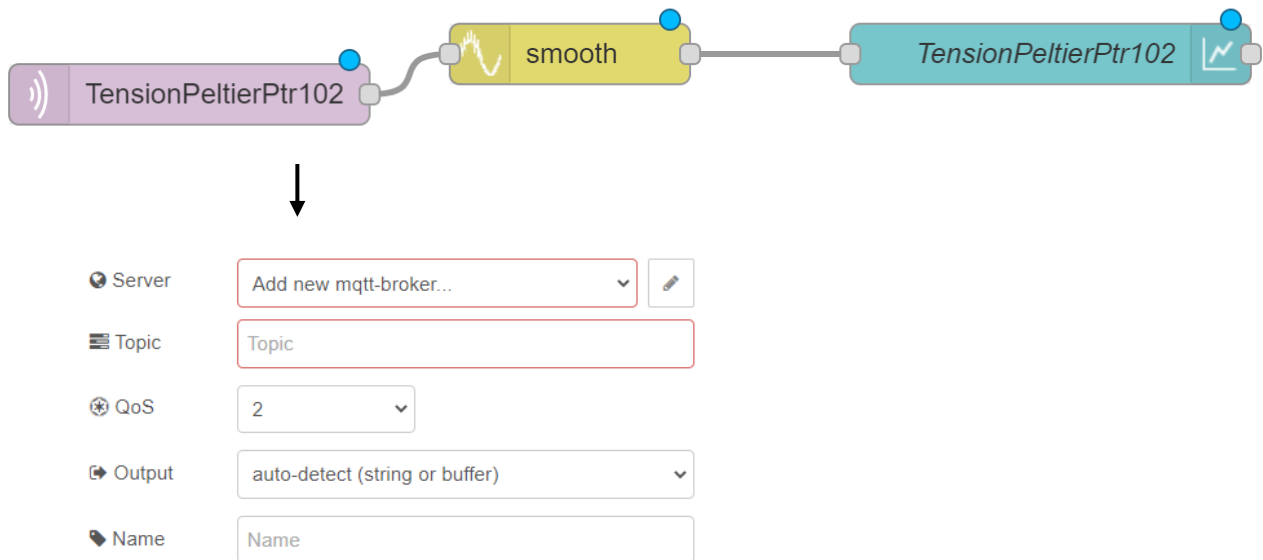 TensionPeltierPtr102
smooth
TensionPeltierPtr102
Server
Add new mqtt-broker...
Topic
Topic
QoS
2
Output
auto-detect (string or buffer)
Name
Name